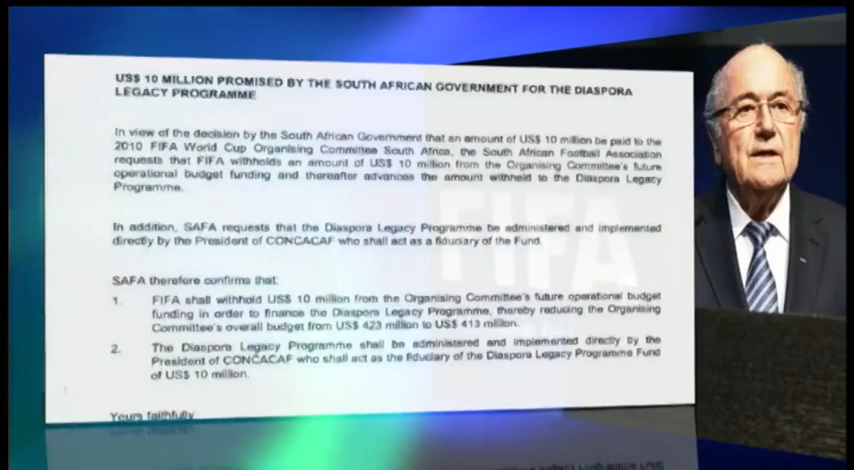 US$ 10 MILLION PROMISED BY THE SOUTH AFRICAN GOVERNMENT FOR THE DIASPORA
LEGACY PROGRAMME
In view of the decision by the South African Government that an amount of US$ 10 million be paid to the
2010 FIFA World Cup Organising Committee South Africa, the South African Football Association
requests that FIFA withholds an amount of US$ 10 million from the Organising Committee's future
operational budget funding and thereafter advances the amount withheld to the Diaspora Legacy
Programme.
In addition, SAFA requests that the Diaspora Legacy Programme be administered and implemented
directly by the President of CONCACAF who shall act as a fiduciary of the Fund.
FIFA
SAFA therefore confirms that:
1. FIFA shall withhold US$ 10 million from the Organising Committee's future operational budget
funding in order to finance the Diaspora Legacy Programme, thereby reducing the Organising
Committee's overall budget from US$ 423 million to US$ 413 million.
2. The Diaspora Legacy Programme shall be administered and implemented directly by the
President of CONCACAF who shall act as the fiduciary of the Diaspora Legacy Programme Fund
of US$ 10 million.
Yours faithfully